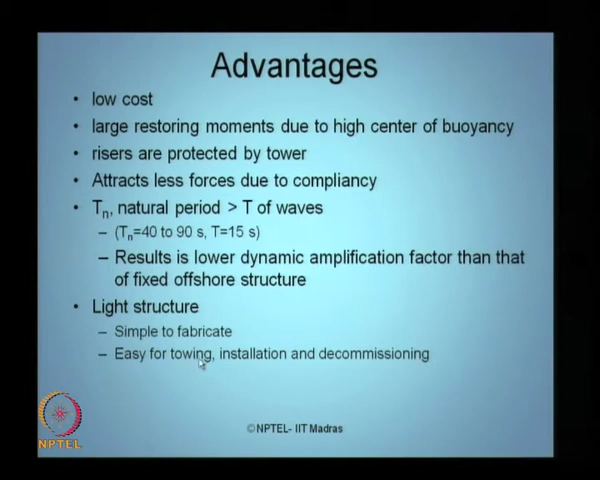 Advantages
• low cost
• large restoring moments due to high center of buoyancy
• risers are protected by tower
• Attracts less forces due to compliancy
• Tn, natural period > T of waves
– (Tn=40 to 90 s, T=15 s)
– Results is lower dynamic amplification factor than that
of fixed offshore structure
• Light structure
– Simple to fabricate
– Easy for towing, installation and decommissioning
NPTEL
©NPTEL- IIT Madras